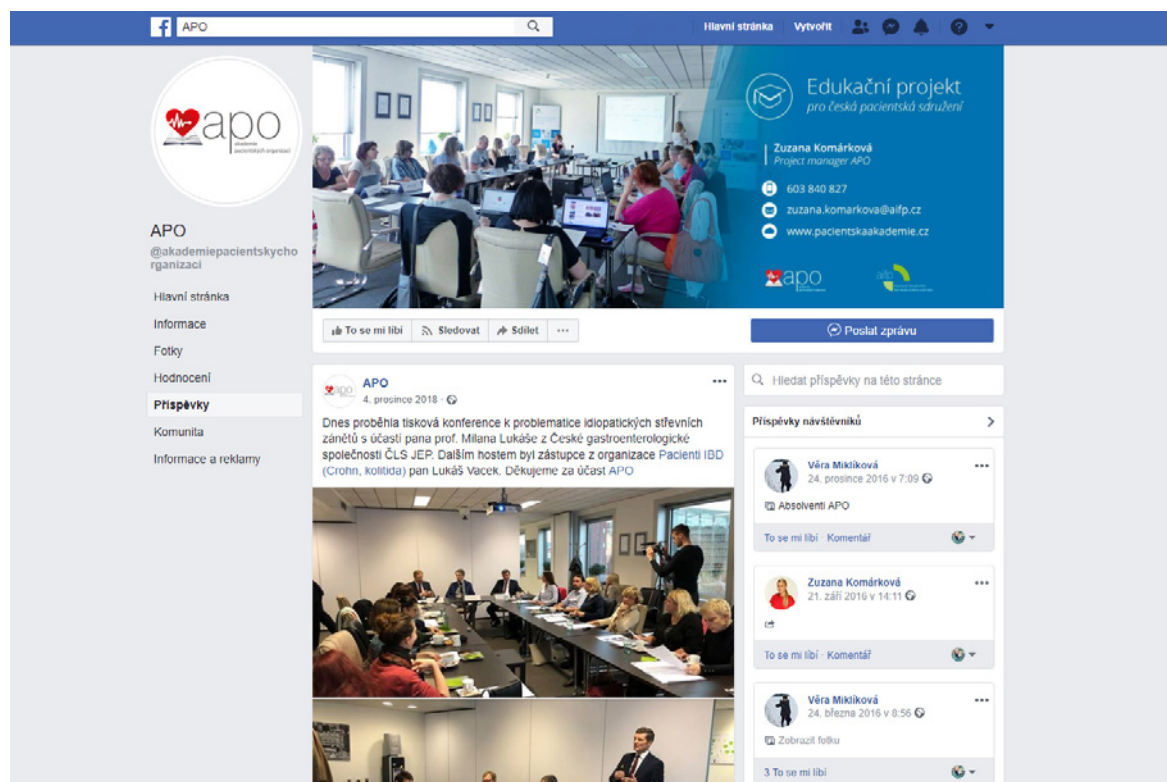 APO
Hlavní stránka
Vytvořit
apo
akademie
pacientských organizací
Edukační projekt
pro česká pacientská sdružení
Zuzana Komárková
Project manager APO
603 840 827
zuzana.komarkova@aifp.cz
www.pacientskaakademie.cz
apo
aifp
APO
@akademiepacientskycho
rganizaci
Hlavní stránka
Informace
Fotky
Hodnocení
Příspěvky
Komunita
Informace a reklamy
To se mi líbí
Sledovat
Sdílet
Poslat zprávu
apo
APO
4. prosince 2018
Dnes proběhla tisková konference k problematice idiopatických střevních
zánětů s účastí pana prof. Milana Lukáše z České gastroenterologické
společnosti ČLS JEP. Dalším hostem byl zástupce z organizace Pacienti IBD
(Crohn, kolitida) pan Lukáš Vacek. Děkujeme za účast APO
Hledat příspěvky na této stránce
Příspěvky návštěvníků
Věra Miklíková
24. prosince 2016 v 7:09
Absolventi APO
To se mi líbí · Komentář
Zuzana Komárková
21. září 2016 v 14:11
To se mi líbí · Komentář
Věra Miklíková
24. března 2016 v 8:56
Zobrazit fotku
3 To se mi líbí